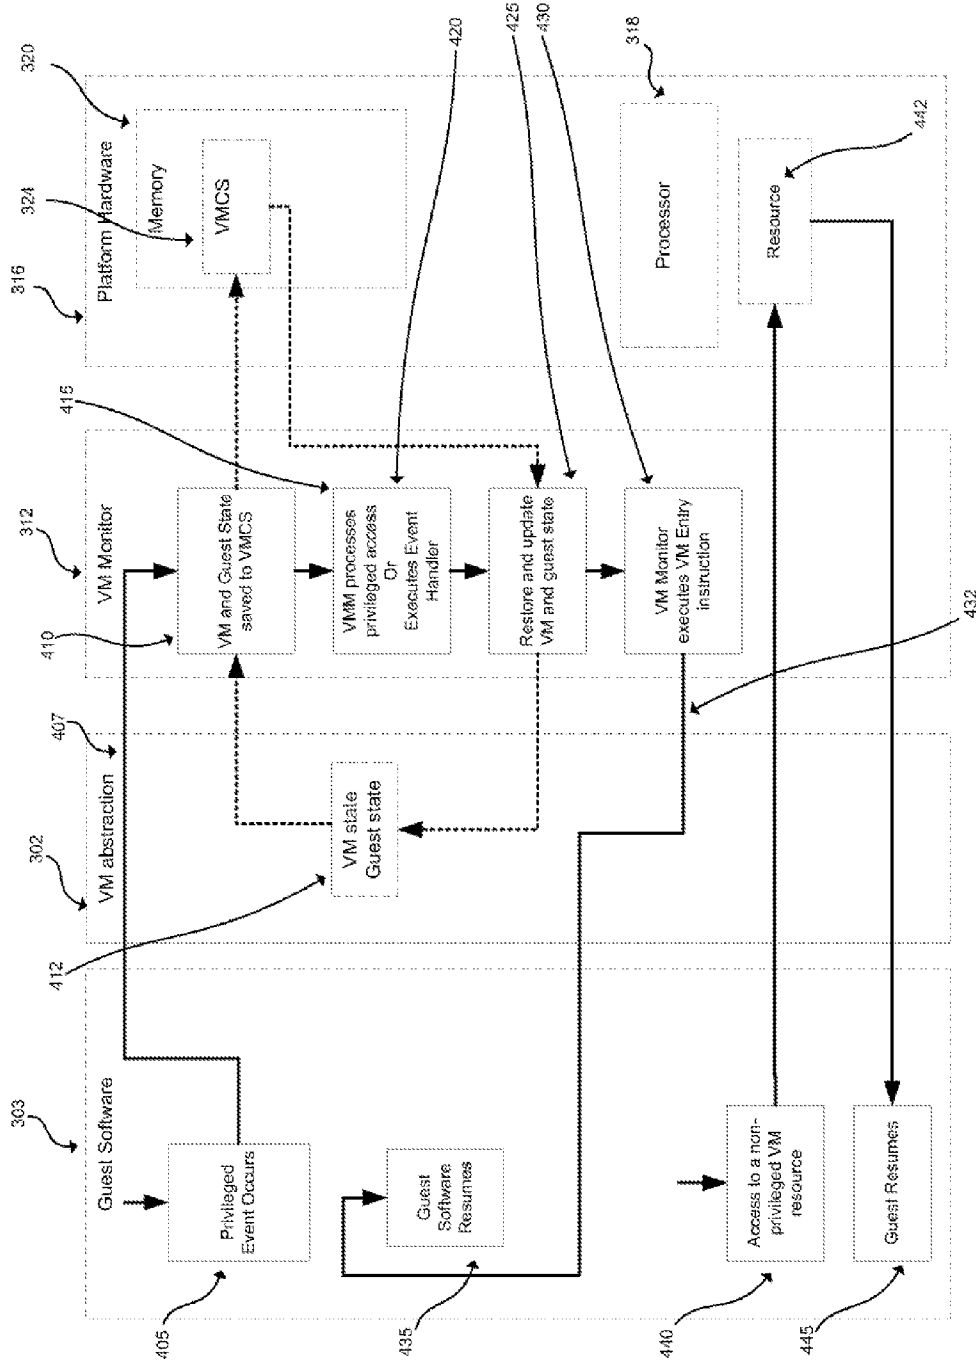 303
Guest Software
405
Privileged
Event Occurs
435
Guest
Software
Resumes
440
Access to a non-
privileged VM
resource
445
Guest Resumes
302
VM abstraction
407
412
VM state
Guest state
312
VM Monitor
410
VM and Guest State
saved to VMCS
415
VMM processes
privileged access
Or
Executes Event
Handler
420
Restore and update
VM and guest state
425
VM Monitor
executes VM Entry
instruction
430
432
316
Platform Hardware
320
Memory
324
VMCS
318
Processor
442
Resource